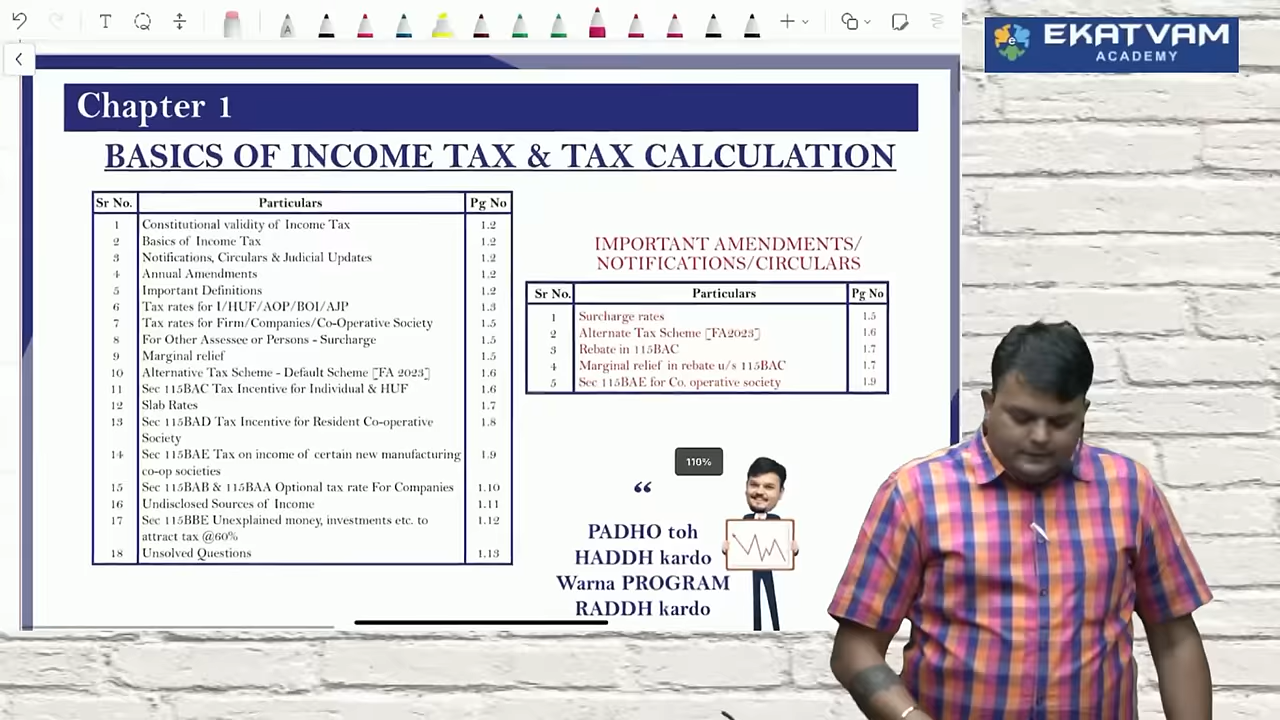 EKATVAM
ACADEMY
Chapter 1
BASICS OF INCOME TAX & TAX CALCULATION
Sr No. Particulars Pg No
1 Constitutional validity of Income Tax 1.2
2 Basics of Income Tax 1.2
3 Notifications, Circulars & Judicial Updates 1.2
4 Annual Amendments 1.2
5 Important Definitions 1.2
6 Tax rates for I/HUF/AOP/BOI/AJP 1.3
7 Tax rates for Firm/Companies/Co-Operative Society 1.5
8 For Other Assessee or Persons - Surcharge 1.5
9 Marginal relief 1.5
10 Alternative Tax Scheme - Default Scheme [FA 2023] 1.6
11 Sec 115BAC Tax Incentive for Individual & HUF 1.6
12 Slab Rates 1.7
13 Sec 115BAD Tax Incentive for Resident Co-operative 1.8
Society
14 Sec 115BAE Tax on income of certain new manufacturing 1.9
co-op societies
15 Sec 115BAB & 115BAA Optional tax rate For Companies 1.10
16 Undisclosed Sources of Income 1.11
17 Sec 115BBE Unexplained money, investments etc. to 1.12
attract tax @60%
18 Unsolved Questions 1.13
IMPORTANT AMENDMENTS/
NOTIFICATIONS/CIRCULARS
Sr No. Particulars Pg No
1 Surcharge rates 1.5
2 Alternate Tax Scheme [FA2023] 1.6
3 Rebate in 115BAC 1.7
4 Marginal relief in rebate u/s 115BAC 1.7
5 Sec 115BAE for Co. operative society 1.9
110%
“
PADHO toh
HADDH kardo
Warna PROGRAM
RADDH kardo